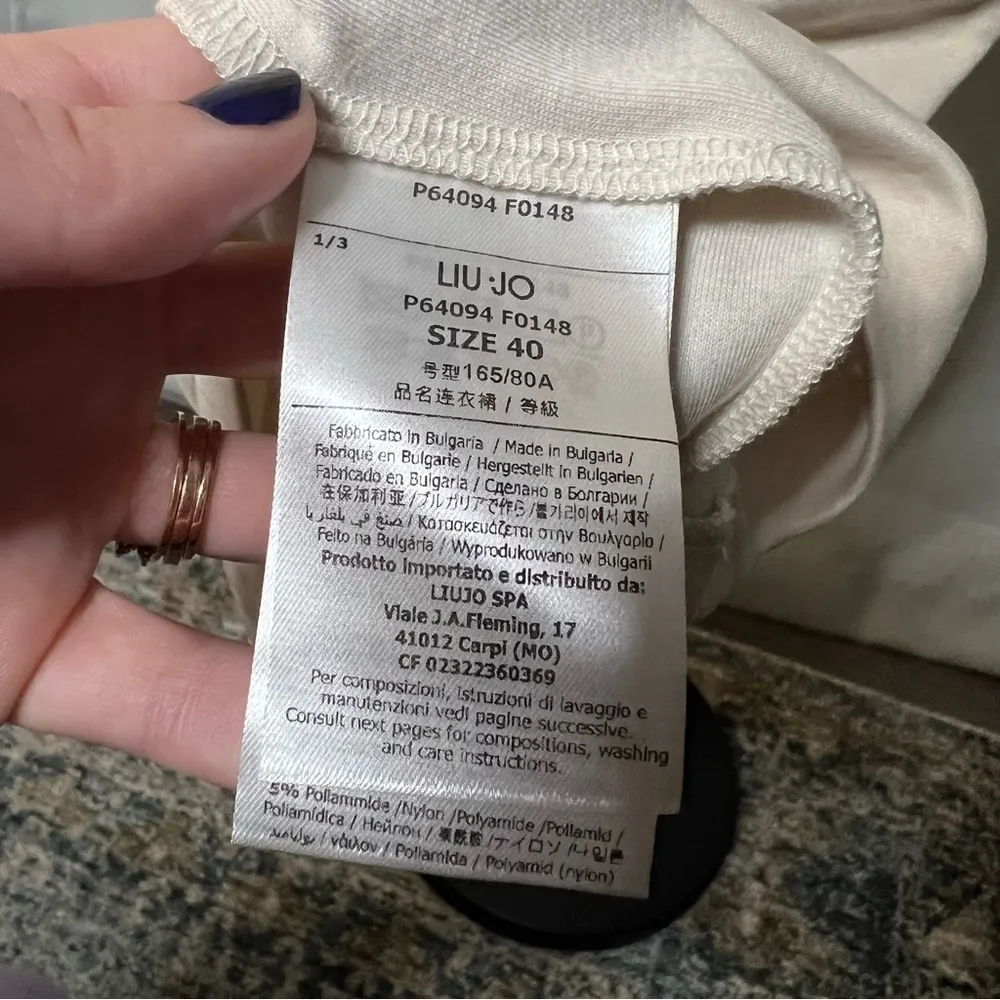 P64094 F0148
1/3
LIU·JO
P64094 F0148
SIZE 40
号型165/80A
品名连衣裙 / 等级
Fabbricato in Bulgaria / Made in Bulgaria /
Fabriqué en Bulgarie / Hergestellt in Bulgarien /
Fabricado en Bulgaria / Сделано в Болгарии /
在保加利亚 / ブルガリアで作ら / 불가리아에서 제작
صنع في بلغاريا / Κατασκευάζεται στην Βουλγαρία /
Feito na Bulgária / Wyprodukowano w Bulgarii
Prodotto importato e distribuito da:
LIUJO SPA
Viale J.A.Fleming, 17
41012 Carpi (MO)
CF 02322360369
Per composizioni, istruzioni di lavaggio e
manutenzioni vedi pagine successive.
Consult next pages for compositions, washing
and care instructions.
5% Poliammide /Nylon /Polyamide /Poliamid /
Poliamídica / Нейлон / ナイロン / 나일론
νάιλον / Poliamida / Polyamid (nylon)